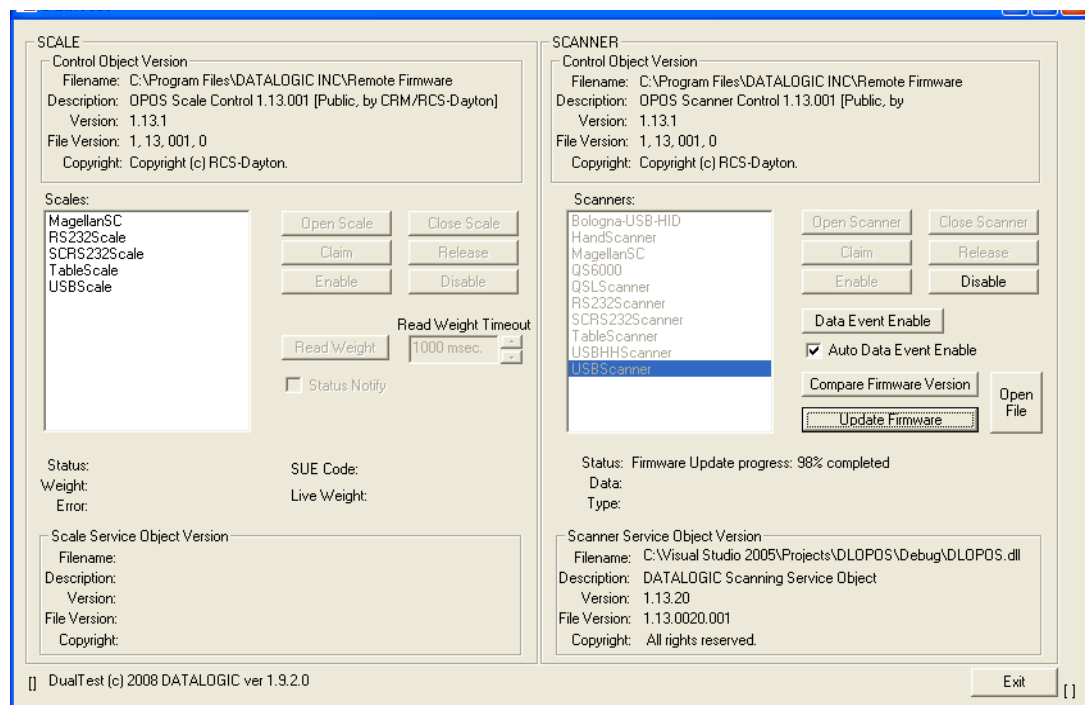 SCALE
Control Object Version
Filename: C:\Program Files\DATALOGIC INC\Remote Firmware
Description: OPOS Scale Control 1.13.001 [Public, by CRM/RCS-Dayton]
Version: 1.13.1
File Version: 1, 13, 001, 0
Copyright: Copyright (c) RCS-Dayton.
Scales:
MagellanSC
RS232Scale
SCRS232Scale
TableScale
USBScale
Open Scale Close Scale
Claim Release
Enable Disable
Read Weight Timeout
Read Weight 1000 msec.
Status Notify
Status:
Weight:
Error:
SUE Code:
Live Weight:
Scale Service Object Version
Filename:
Description:
Version:
File Version:
Copyright:
SCANNER
Control Object Version
Filename: C:\Program Files\DATALOGIC INC\Remote Firmware
Description: OPOS Scanner Control 1.13.001 [Public, by
Version: 1.13.1
File Version: 1, 13, 001, 0
Copyright: Copyright (c) RCS-Dayton.
Scanners:
Bologna-USB-HID
HandScanner
MagellanSC
QS6000
QSLScanner
RS232Scanner
SCRS232Scanner
TableScanner
USBHHScanner
USBScanner
Open Scanner Close Scanner
Claim Release
Enable Disable
Data Event Enable
Auto Data Event Enable
Compare Firmware Version
Update Firmware
Open
File
Status: Firmware Update progress: 98% completed
Data:
Type:
Scanner Service Object Version
Filename: C:\Visual Studio 2005\Projects\DLOPOS\Debug\DLOPOS.dll
Description: DATALOGIC Scanning Service Object
Version: 1.13.20
File Version: 1.13.0020.001
Copyright: All rights reserved.
[] DualTest (c) 2008 DATALOGIC ver 1.9.2.0
Exit
[ ]